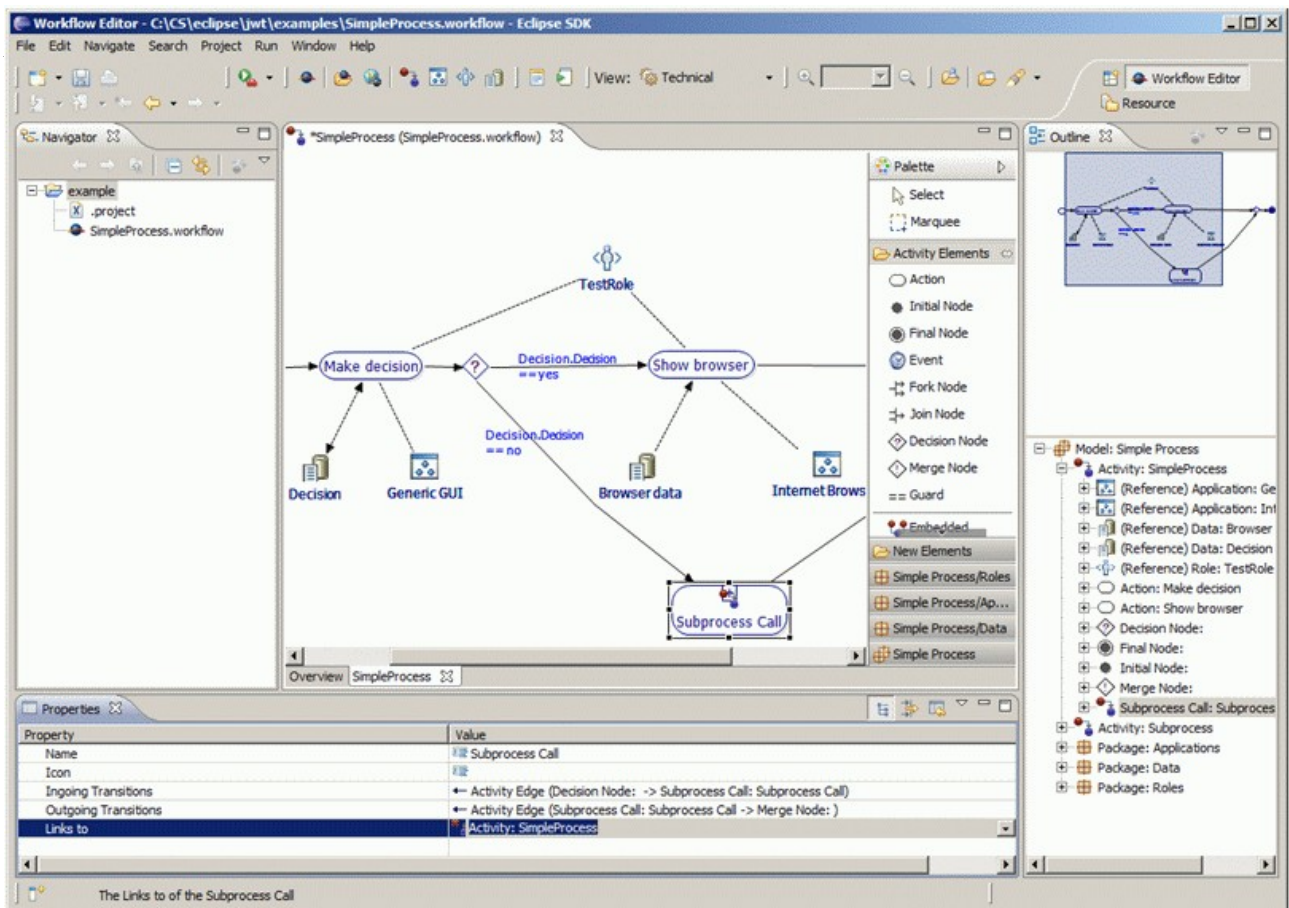 Workflow Editor - C:\CS\eclipse\jwt\examples\SimpleProcess.workflow - Eclipse SDK
File Edit Navigate Search Project Run Window Help
View: Technical
Workflow Editor
Resource
Navigator
example
.project
SimpleProcess.workflow
*SimpleProcess (SimpleProcess.workflow)
TestRole
Make decision
?
Decision.Decision
==yes
Show browser
Decision.Decision
== no
Decision
Generic GUI
Browser data
Internet Brows
Subprocess Call
Overview SimpleProcess
Palette
Select
Marquee
Activity Elements
Action
Initial Node
Final Node
Event
Fork Node
Join Node
Decision Node
Merge Node
== Guard
Embedded
New Elements
Simple Process/Roles
Simple Process/Ap...
Simple Process/Data
Simple Process
Outline
Model: Simple Process
Activity: SimpleProcess
(Reference) Application: Ge
(Reference) Application: Int
(Reference) Data: Browser
(Reference) Data: Decision
(Reference) Role: TestRole
Action: Make decision
Action: Show browser
Decision Node:
Final Node:
Initial Node:
Merge Node:
Subprocess Call: Subproces
Activity: Subprocess
Package: Applications
Package: Data
Package: Roles
Properties
Property Value
Name Subprocess Call
Icon
Ingoing Transitions Activity Edge (Decision Node: -> Subprocess Call: Subprocess Call)
Outgoing Transitions Activity Edge (Subprocess Call: Subprocess Call -> Merge Node: )
Links to Activity: SimpleProcess
The Links to of the Subprocess Call